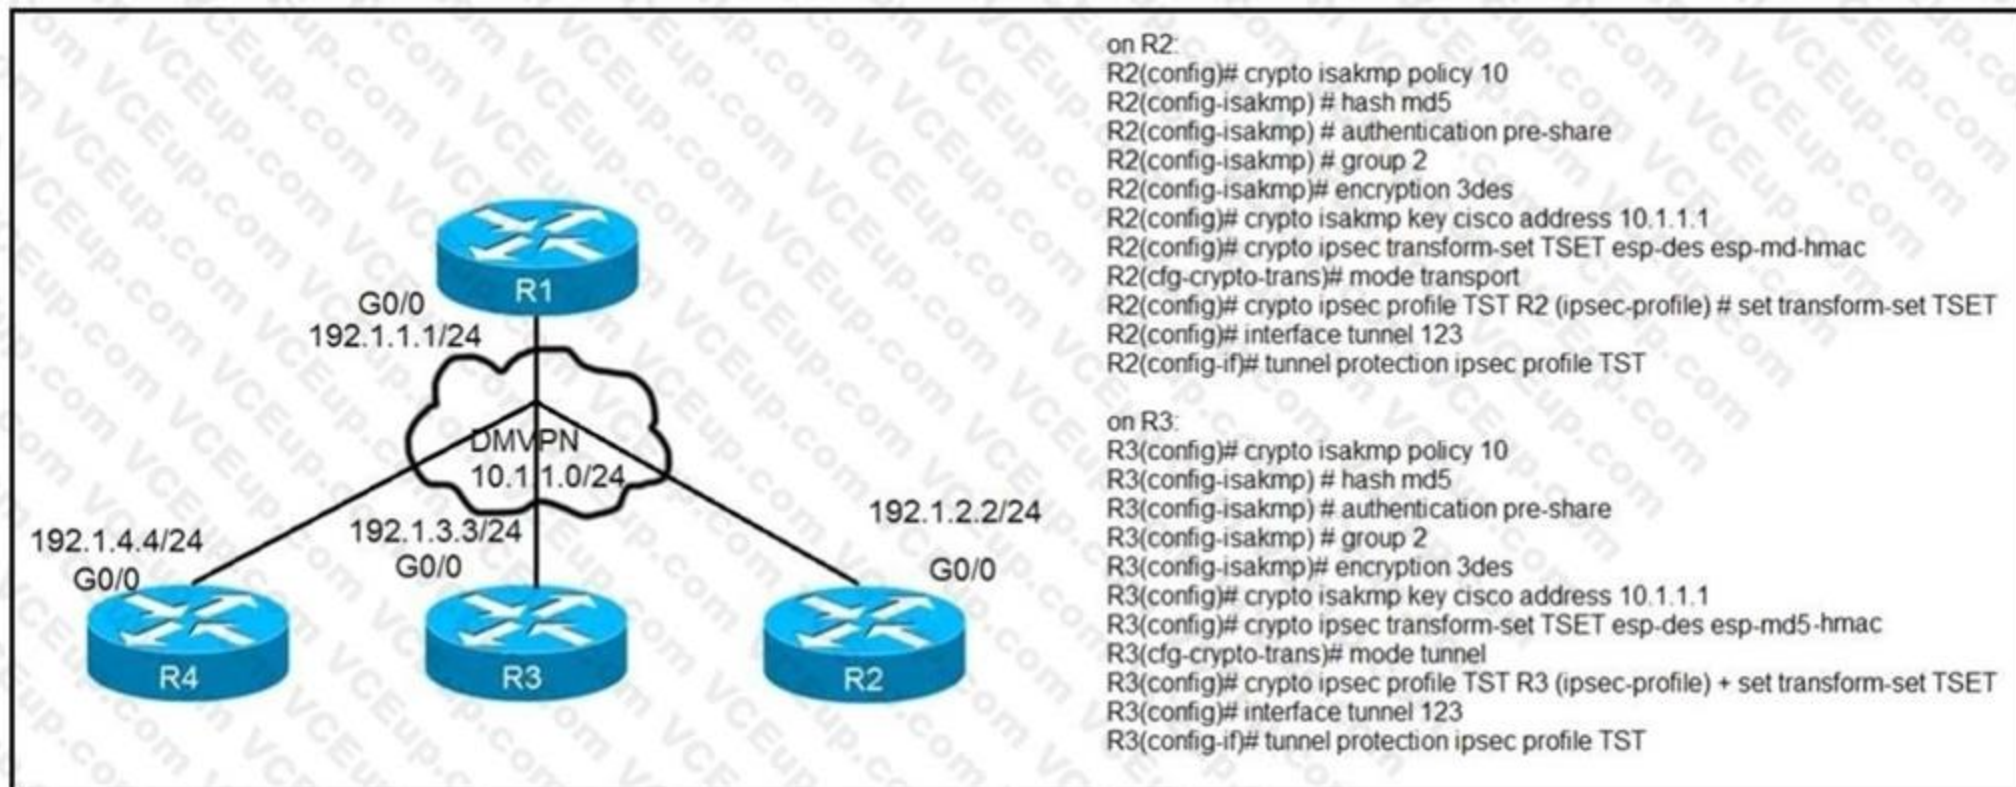 on R2:
R2(config)# crypto isakmp policy 10
R2(config-isakmp) # hash md5
R2(config-isakmp) # authentication pre-share
R2(config-isakmp) # group 2
R2(config-isakmp)# encryption 3des
R2(config)# crypto isakmp key cisco address 10.1.1.1
R2(config)# crypto ipsec transform-set TSET esp-des esp-md-hmac
R2(cfg-crypto-trans)# mode transport
R2(config)# crypto ipsec profile TST R2 (ipsec-profile) # set transform-set TSET
R2(config)# interface tunnel 123
R2(config-if)# tunnel protection ipsec profile TST
on R3:
R3(config)# crypto isakmp policy 10
R3(config-isakmp) # hash md5
R3(config-isakmp) # authentication pre-share
R3(config-isakmp) # group 2
R3(config-isakmp)# encryption 3des
R3(config)# crypto isakmp key cisco address 10.1.1.1
R3(config)# crypto ipsec transform-set TSET esp-des esp-md5-hmac
R3(cfg-crypto-trans)# mode tunnel
R3(config)# crypto ipsec profile TST R3 (ipsec-profile) + set transform-set TSET
R3(config)# interface tunnel 123
R3(config-if)# tunnel protection ipsec profile TST
R1
G0/0
192.1.1.1/24
DMVPN
10.1.1.0/24
192.1.4.4/24
G0/0
192.1.3.3/24
G0/0
192.1.2.2/24
G0/0
R4
R3
R2
VCEup.com